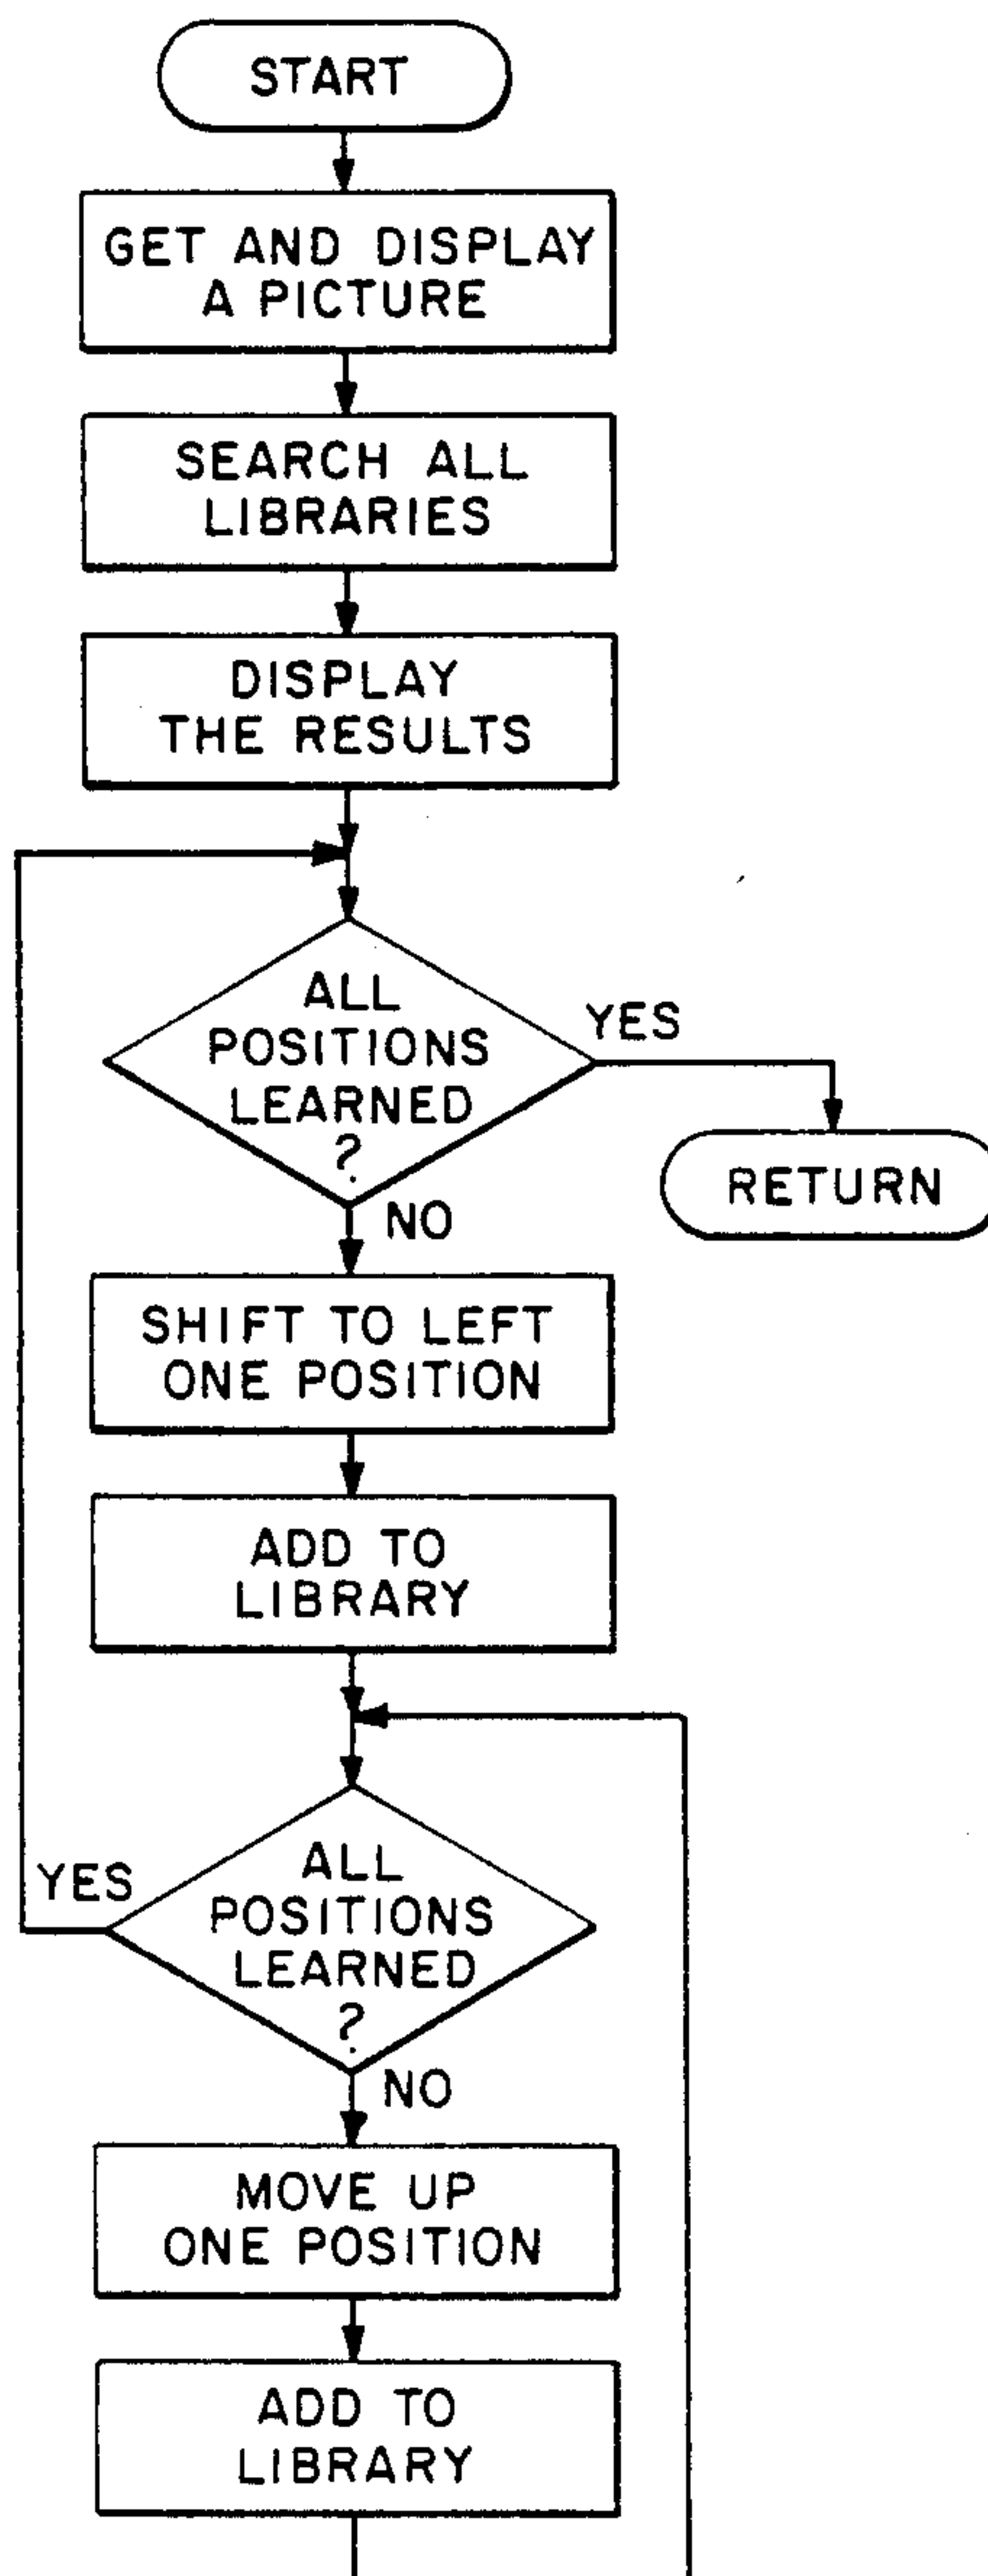 START
GET AND DISPLAY
A PICTURE
SEARCH ALL
LIBRARIES
DISPLAY
THE RESULTS
ALL
POSITIONS
LEARNED
?
YES
RETURN
NO
SHIFT TO LEFT
ONE POSITION
ADD TO
LIBRARY
ALL
POSITIONS
LEARNED
?
YES
NO
MOVE UP
ONE POSITION
ADD TO
LIBRARY